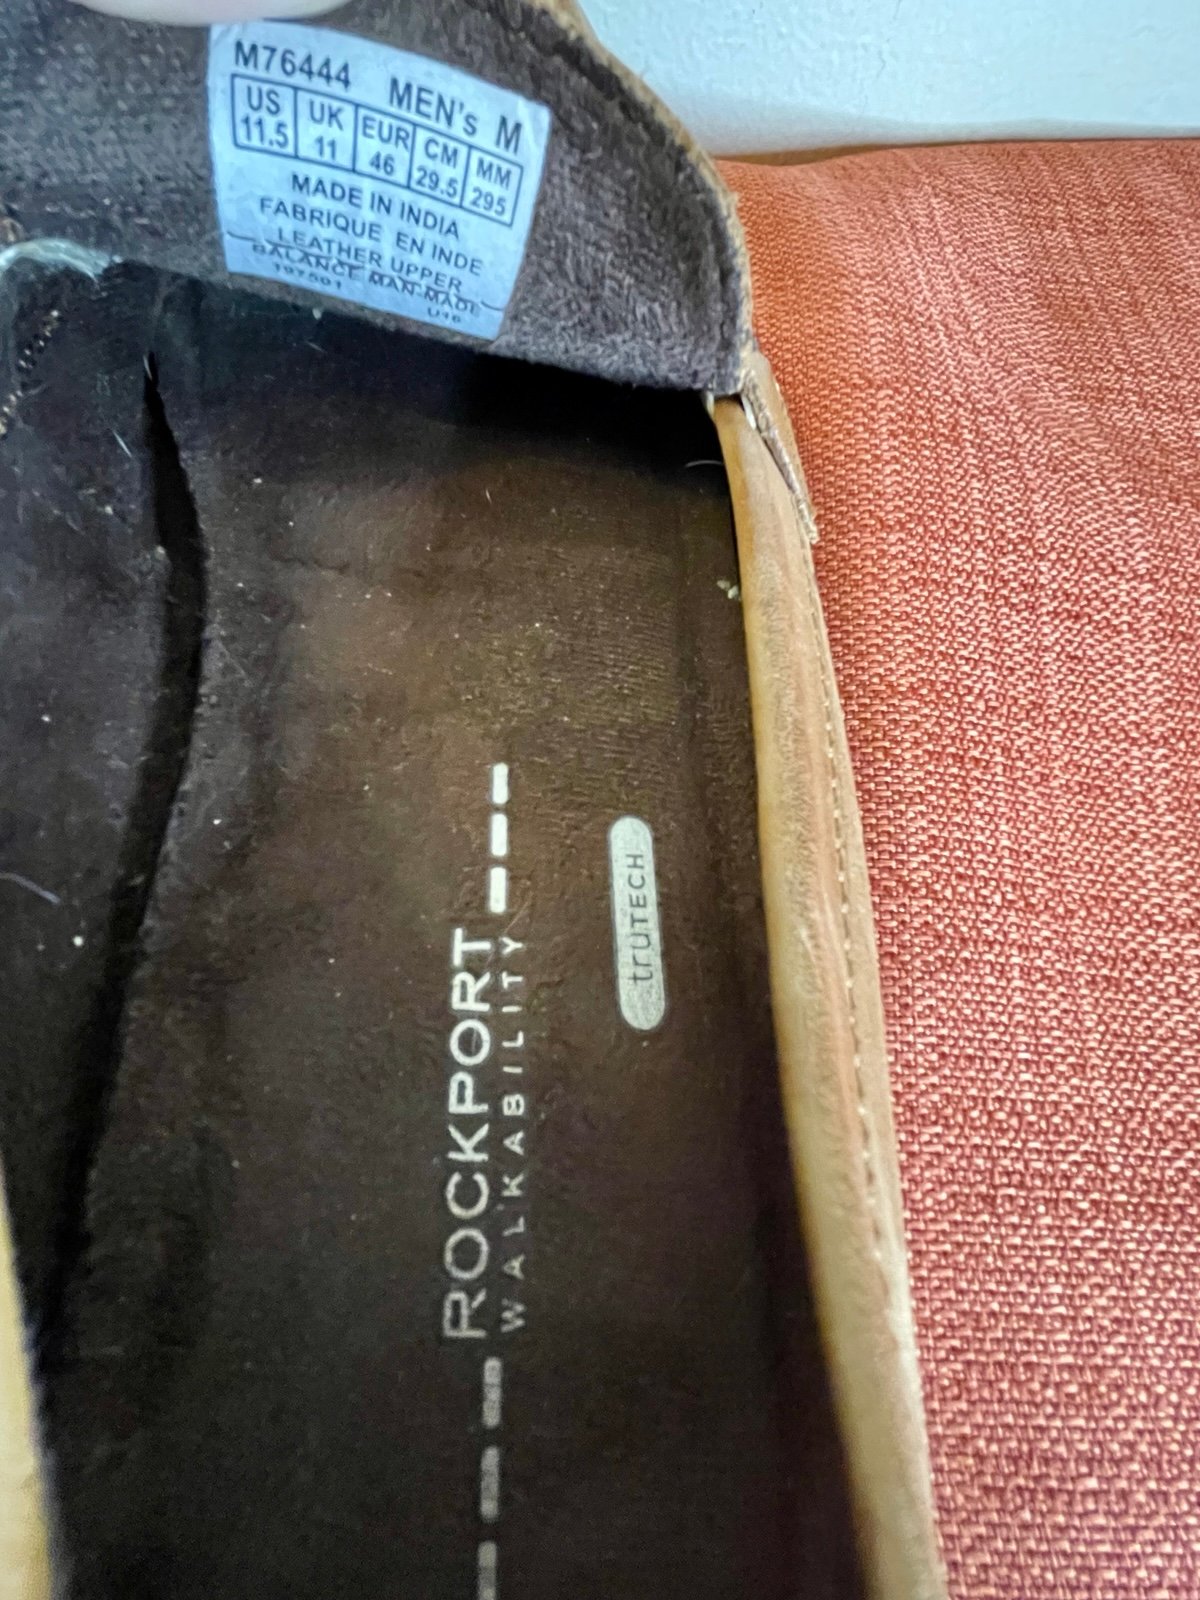 M76444 MEN's M
US UK EUR CM MM
11.5 11 46 29.5 295
MADE IN INDIA
FABRIQUE EN INDE
LEATHER UPPER
BALANCE MAN-MADE
ROCKPORT
WALKABILITY
truTECH